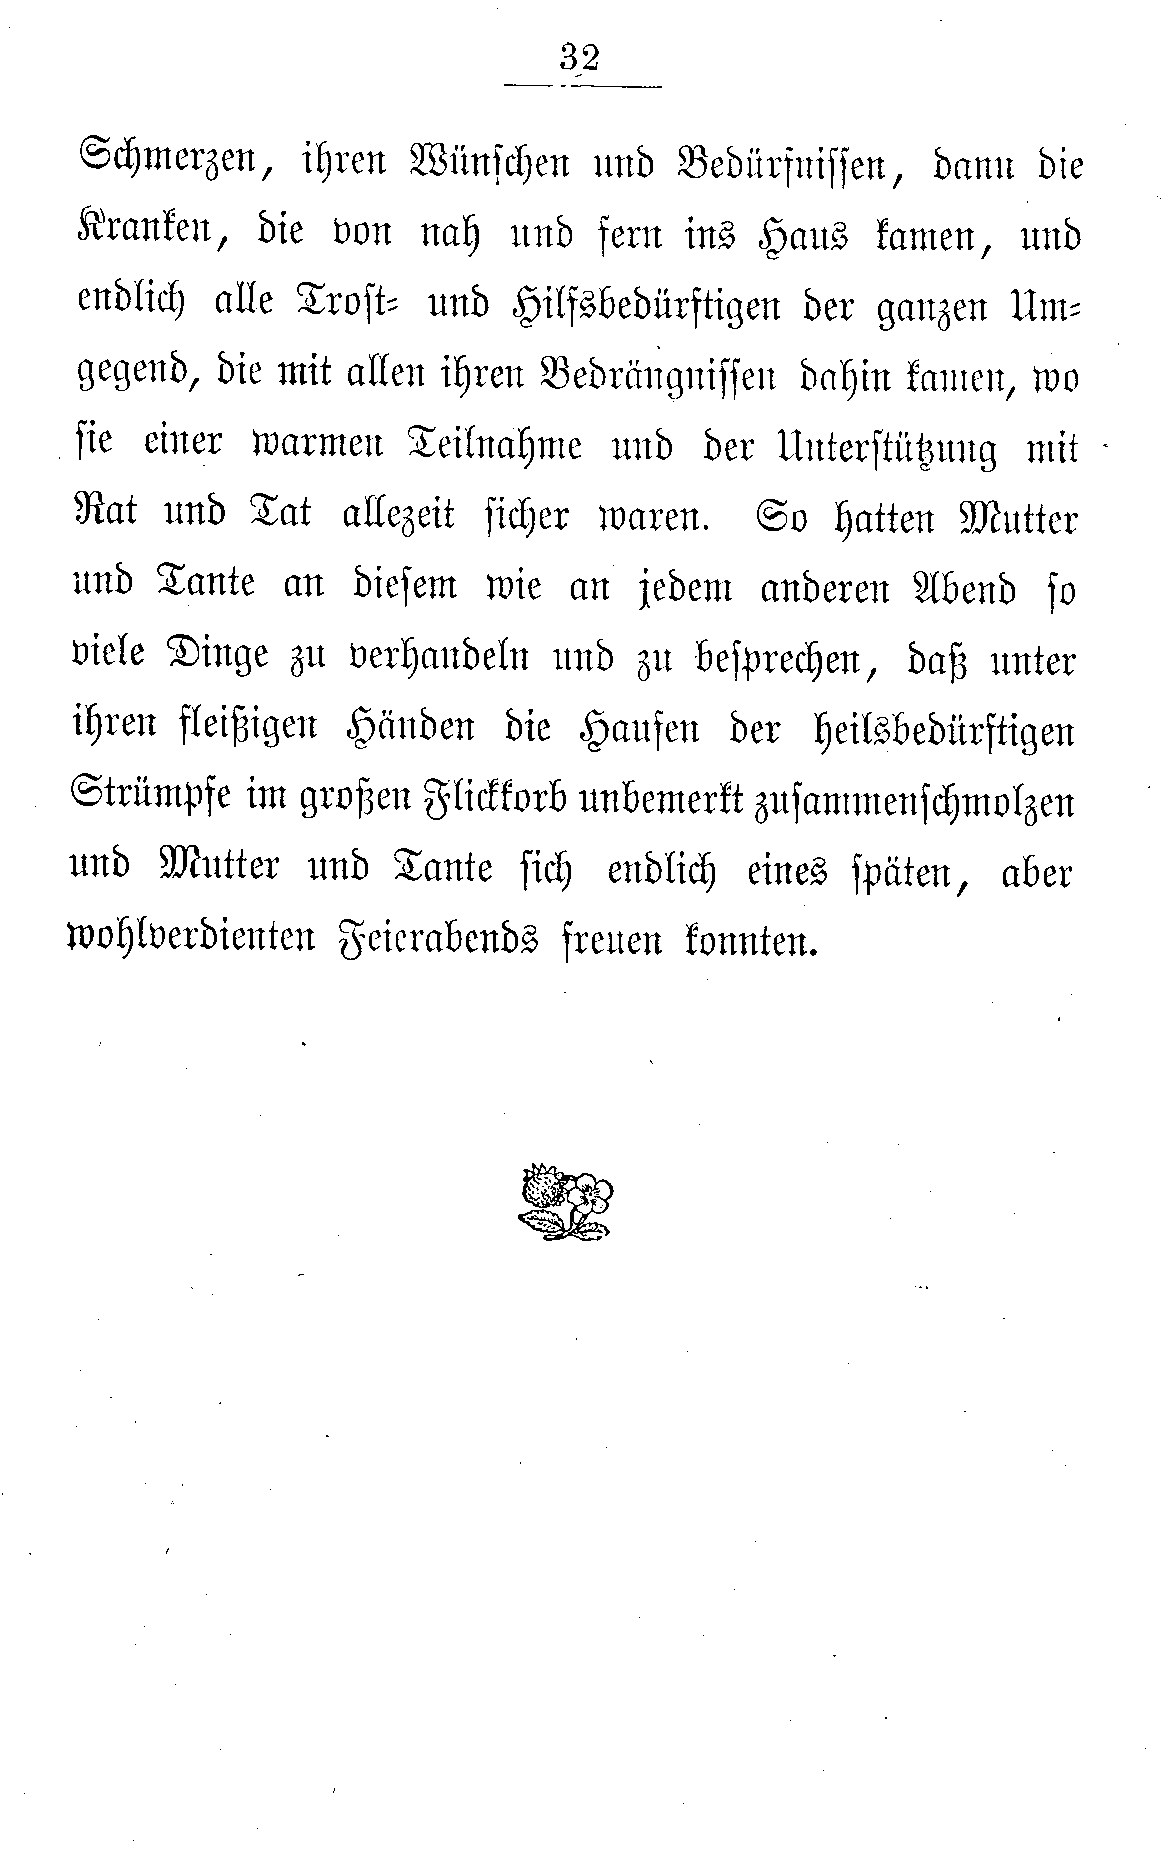 32
Schmerzen, ihren Wünschen und Bedürfnissen, dann die
Kranken, die von nah und fern ins Haus kamen, und
endlich alle Trost- und Hilfsbedürftigen der ganzen Um-
gegend, die mit allen ihren Bedrängnissen dahin kamen, wo
sie einer warmen Teilnahme und der Unterstützung mit
Rat und Tat allezeit sicher waren. So hatten Mutter
und Tante an diesem wie an jedem anderen Abend so
viele Dinge zu verhandeln und zu besprechen, daß unter
ihren fleißigen Händen die Haufen der heilsbedürftigen
Strümpfe im großen Flickkorb unbemerkt zusammenschmolzen
und Mutter und Tante sich endlich eines späten, aber
wohlverdienten Feierabends freuen konnten.